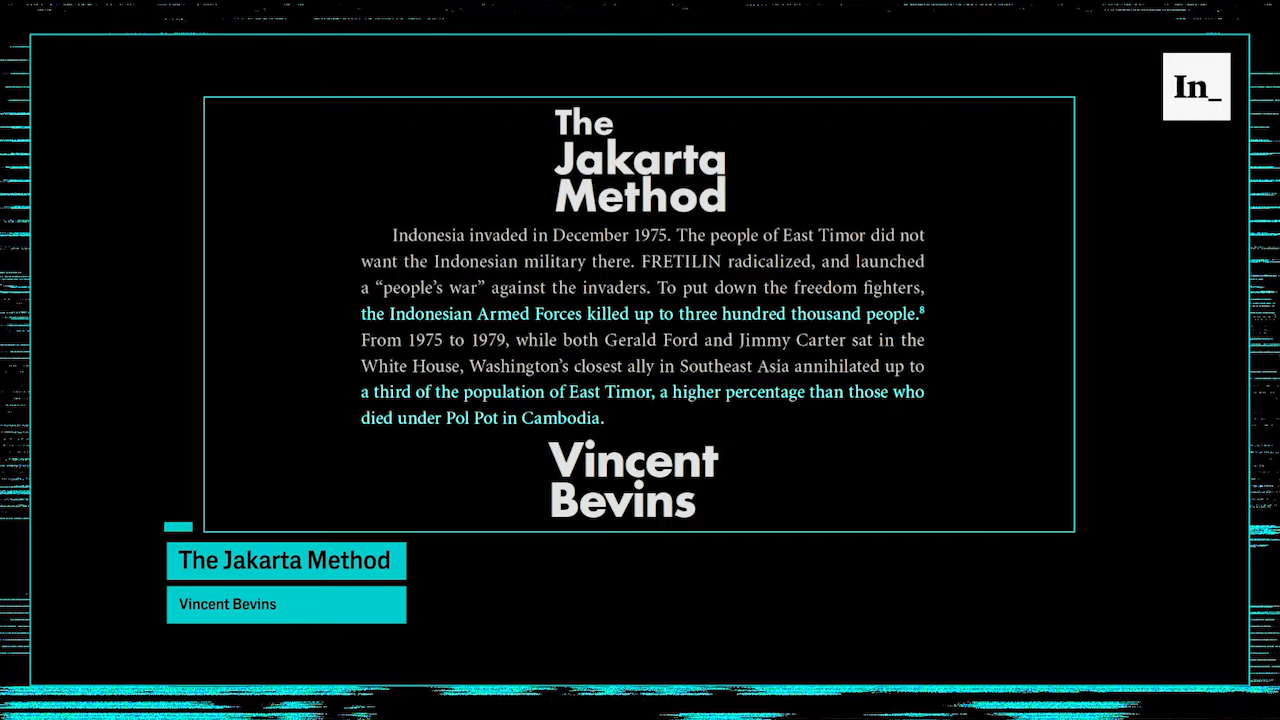 In_
The
Jakarta
Method
Indonesia invaded in December 1975. The people of East Timor did not
want the Indonesian military there. FRETILIN radicalized, and launched
a “people’s war” against the invaders. To put down the freedom fighters,
the Indonesian Armed Forces killed up to three hundred thousand people.⁸
From 1975 to 1979, while both Gerald Ford and Jimmy Carter sat in the
White House, Washington’s closest ally in Southeast Asia annihilated up to
a third of the population of East Timor, a higher percentage than those who
died under Pol Pot in Cambodia.
Vincent
Bevins
The Jakarta Method
Vincent Bevins